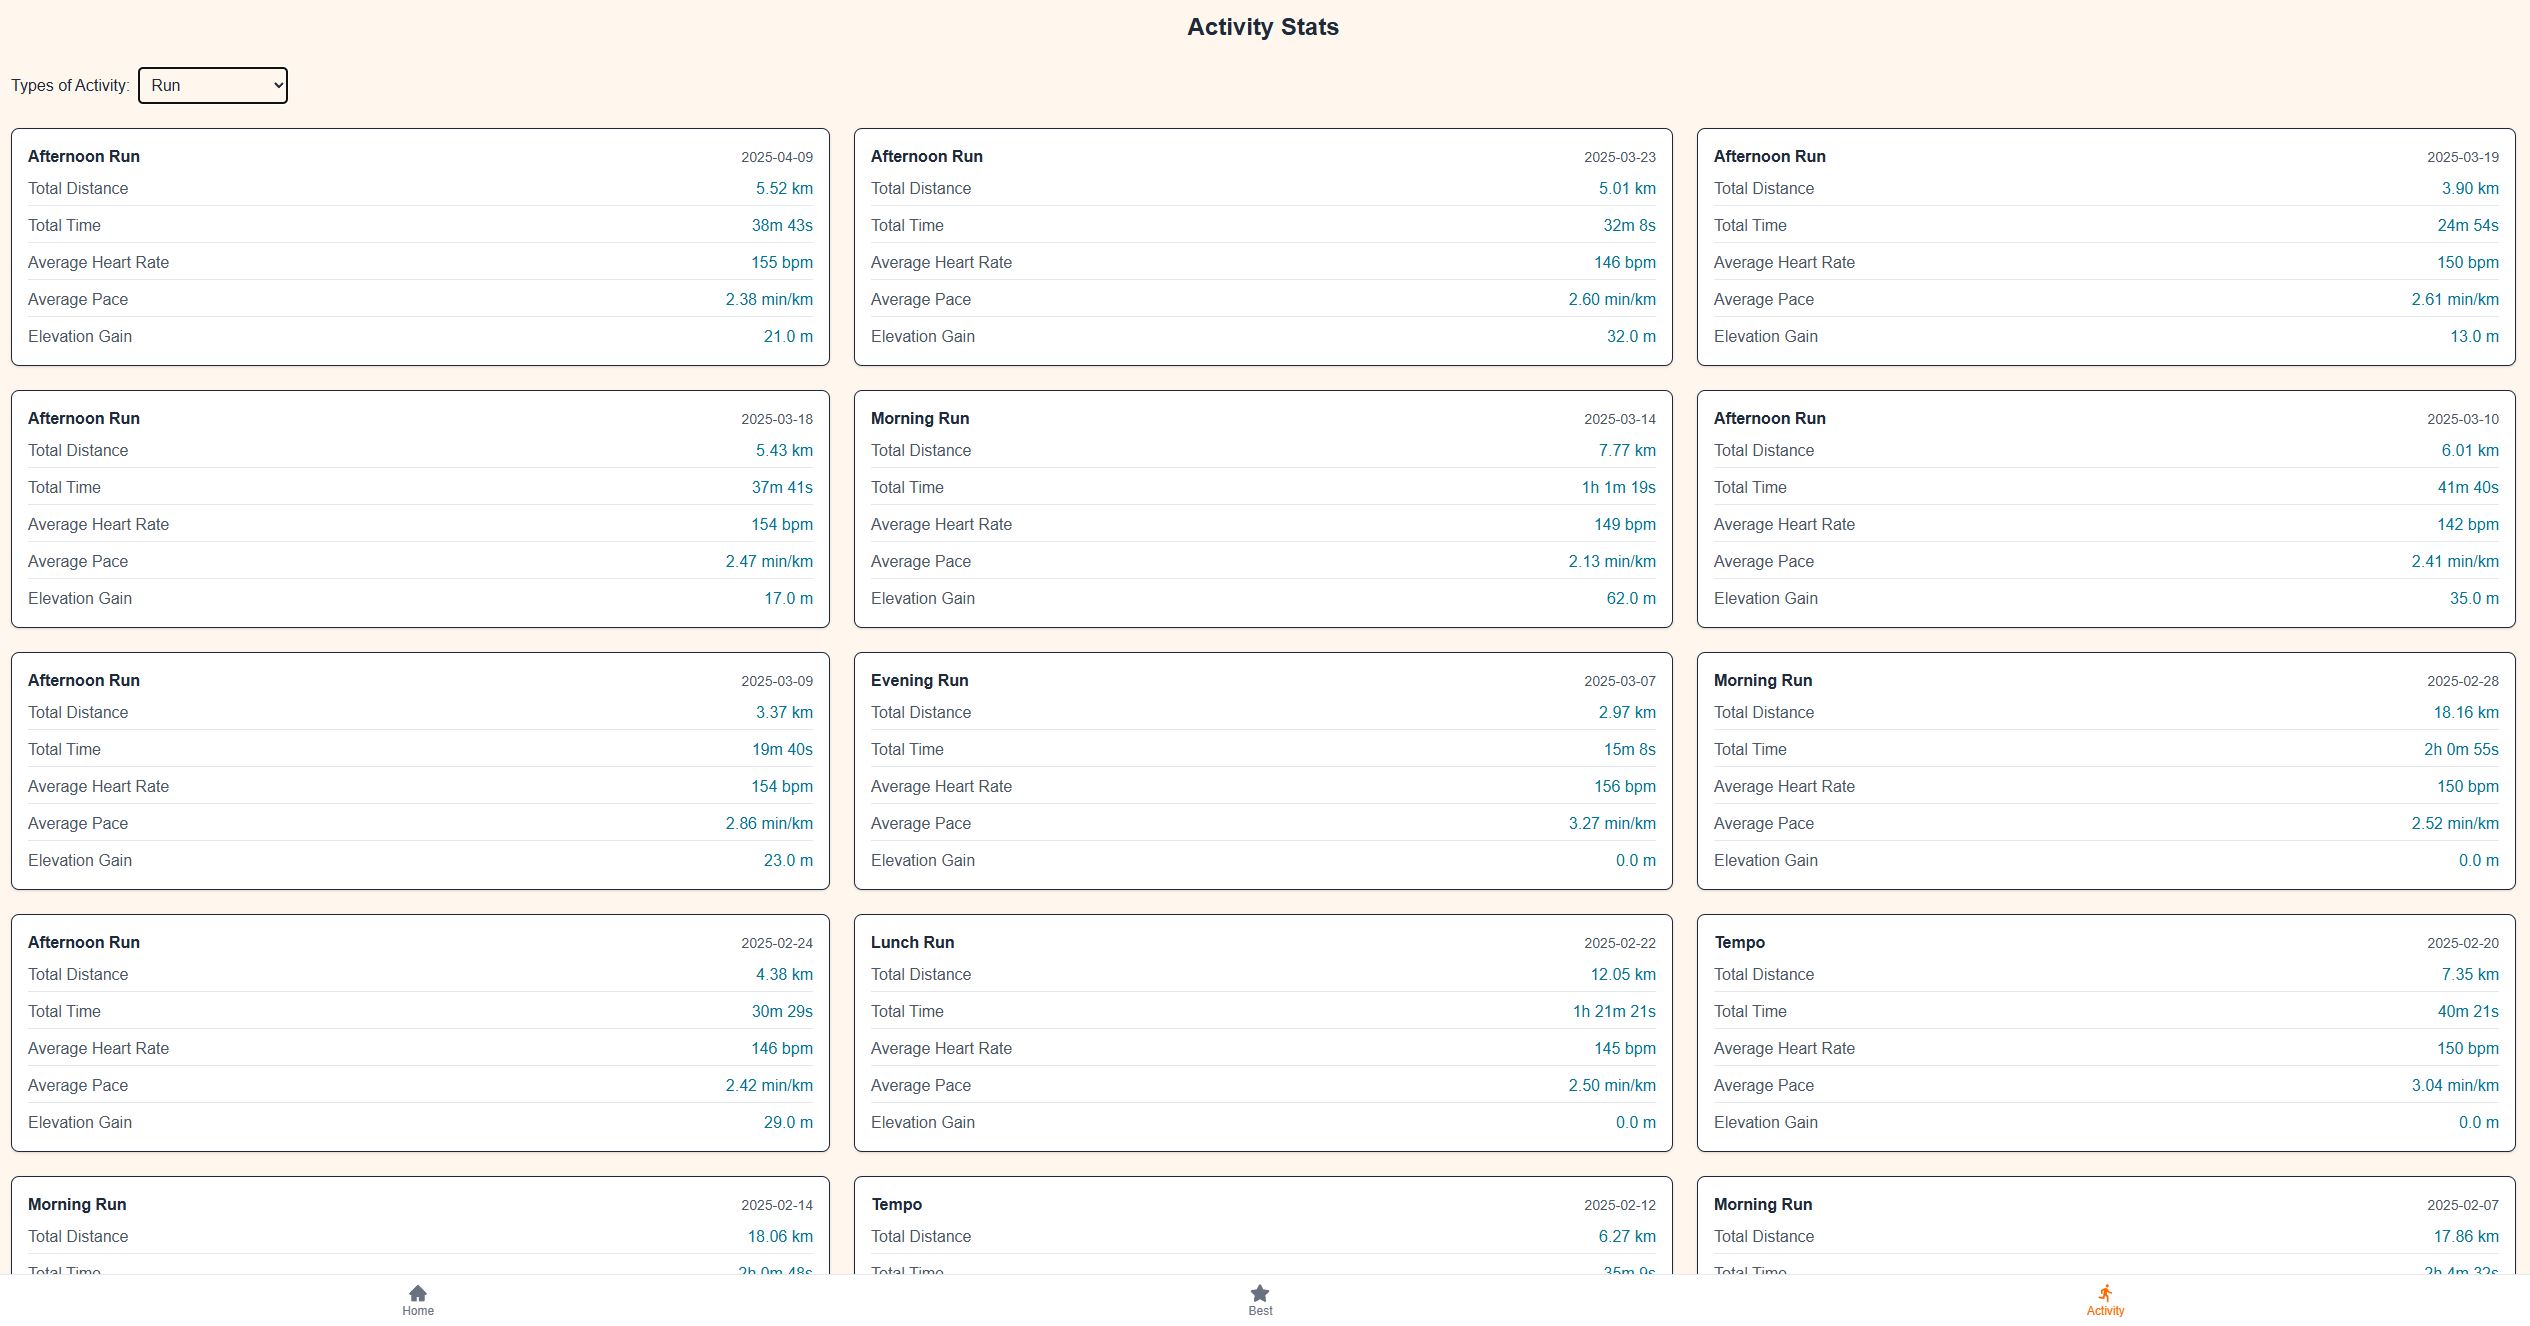 Activity Stats
Types of Activity: Run
Afternoon Run 2025-04-09
Total Distance 5.52 km
Total Time 38m 43s
Average Heart Rate 155 bpm
Average Pace 2.38 min/km
Elevation Gain 21.0 m
Afternoon Run 2025-03-23
Total Distance 5.01 km
Total Time 32m 8s
Average Heart Rate 146 bpm
Average Pace 2.60 min/km
Elevation Gain 32.0 m
Afternoon Run 2025-03-19
Total Distance 3.90 km
Total Time 24m 54s
Average Heart Rate 150 bpm
Average Pace 2.61 min/km
Elevation Gain 13.0 m
Afternoon Run 2025-03-18
Total Distance 5.43 km
Total Time 37m 41s
Average Heart Rate 154 bpm
Average Pace 2.47 min/km
Elevation Gain 17.0 m
Morning Run 2025-03-14
Total Distance 7.77 km
Total Time 1h 1m 19s
Average Heart Rate 149 bpm
Average Pace 2.13 min/km
Elevation Gain 62.0 m
Afternoon Run 2025-03-10
Total Distance 6.01 km
Total Time 41m 40s
Average Heart Rate 142 bpm
Average Pace 2.41 min/km
Elevation Gain 35.0 m
Afternoon Run 2025-03-09
Total Distance 3.37 km
Total Time 19m 40s
Average Heart Rate 154 bpm
Average Pace 2.86 min/km
Elevation Gain 23.0 m
Evening Run 2025-03-07
Total Distance 2.97 km
Total Time 15m 8s
Average Heart Rate 156 bpm
Average Pace 3.27 min/km
Elevation Gain 0.0 m
Morning Run 2025-02-28
Total Distance 18.16 km
Total Time 2h 0m 55s
Average Heart Rate 150 bpm
Average Pace 2.52 min/km
Elevation Gain 0.0 m
Afternoon Run 2025-02-24
Total Distance 4.38 km
Total Time 30m 29s
Average Heart Rate 146 bpm
Average Pace 2.42 min/km
Elevation Gain 29.0 m
Lunch Run 2025-02-22
Total Distance 12.05 km
Total Time 1h 21m 21s
Average Heart Rate 145 bpm
Average Pace 2.50 min/km
Elevation Gain 0.0 m
Tempo 2025-02-20
Total Distance 7.35 km
Total Time 40m 21s
Average Heart Rate 150 bpm
Average Pace 3.04 min/km
Elevation Gain 0.0 m
Morning Run 2025-02-14
Total Distance 18.06 km
Total Time 2h 0m 48s
Tempo 2025-02-12
Total Distance 6.27 km
Total Time 35m 9s
Morning Run 2025-02-07
Total Distance 17.86 km
Total Time 2h 4m 32s
Home
Best
Activity